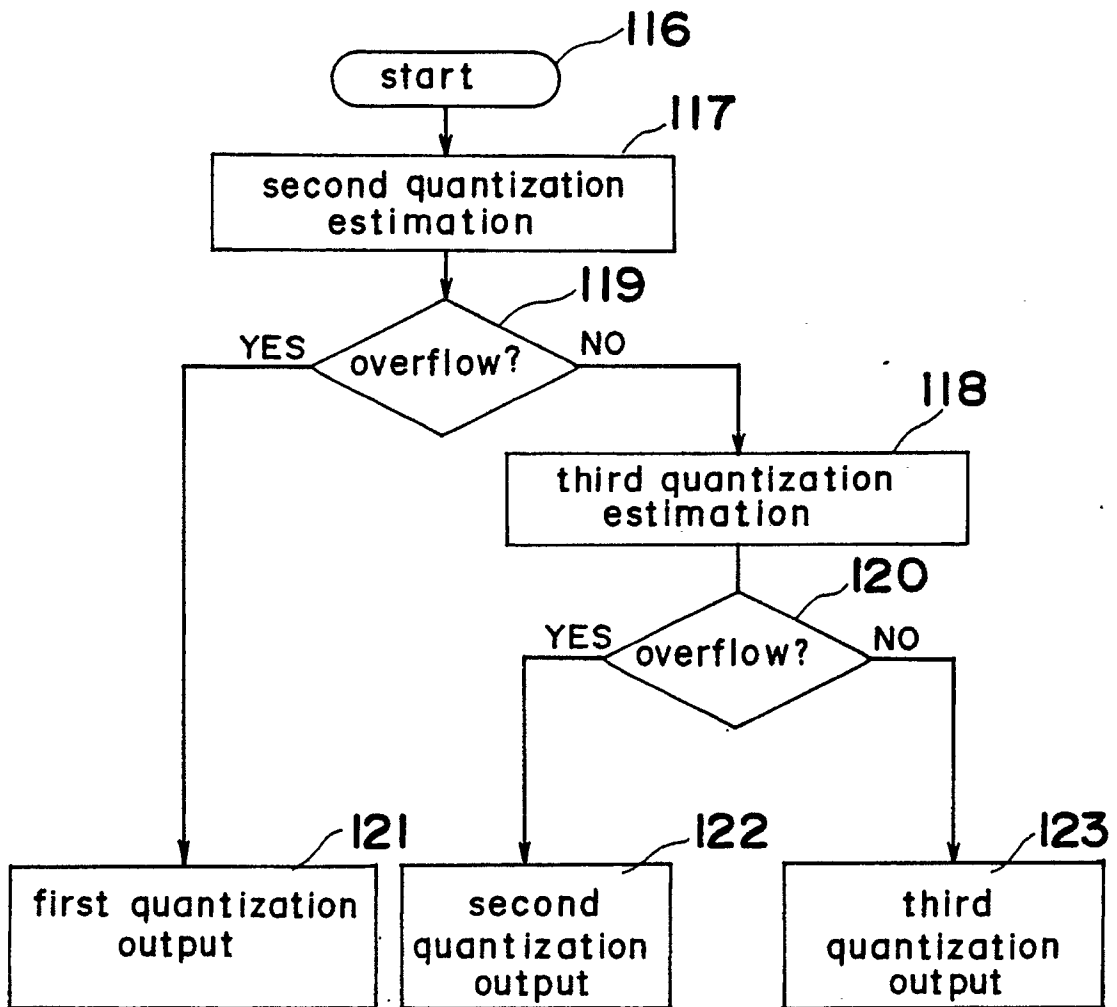 116
start
117
second quantization
estimation
119
YES
overflow?
NO
118
third quantization
estimation
120
YES
overflow?
NO
121
first quantization
output
122
second
quantization
output
123
third
quantization
output